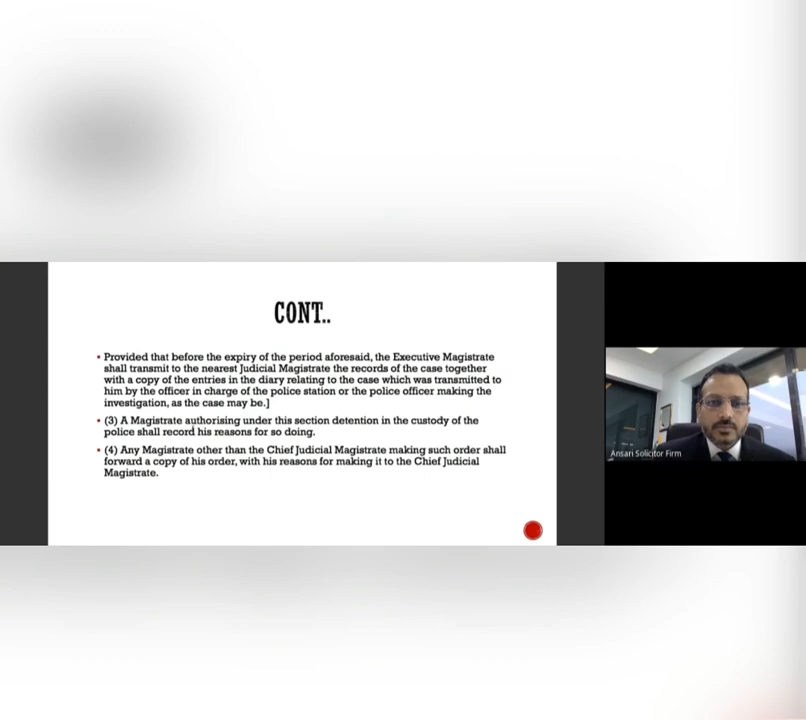 CONT..
▪ Provided that before the expiry of the period aforesaid, the Executive Magistrate
shall transmit to the nearest Judicial Magistrate the records of the case together
with a copy of the entries in the diary relating to the case which was transmitted to
him by the officer in charge of the police station or the police officer making the
investigation, as the case may be.]
▪ (3) A Magistrate authorising under this section detention in the custody of the
police shall record his reasons for so doing.
▪ (4) Any Magistrate other than the Chief Judicial Magistrate making such order shall
forward a copy of his order, with his reasons for making it to the Chief Judicial
Magistrate.
Ansari Solicitor Firm